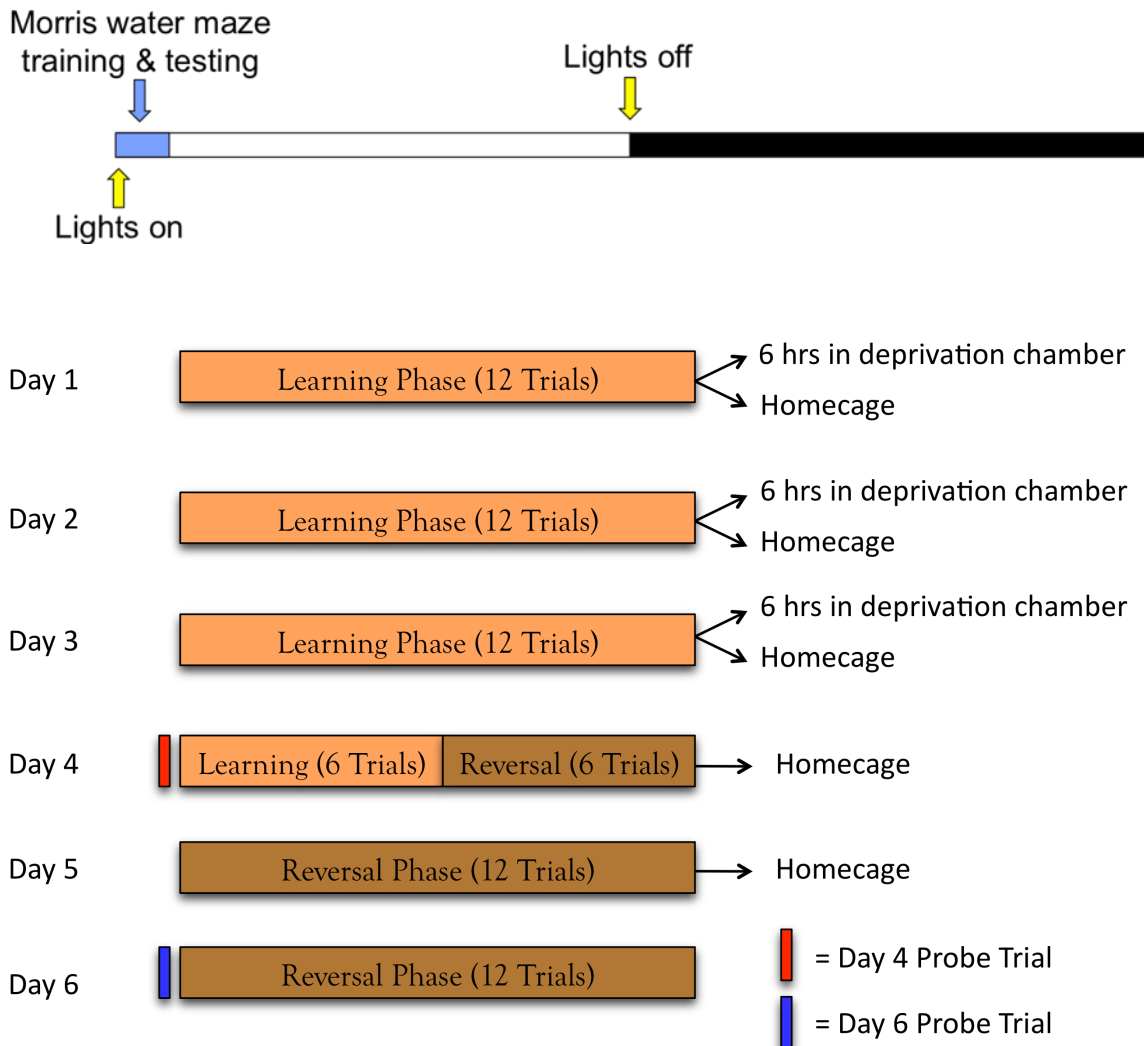 Morris water maze
training & testing
Lights off
Lights on
Day 1
Learning Phase (12 Trials)
6 hrs in deprivation chamber
Homecage
Day 2
Learning Phase (12 Trials)
6 hrs in deprivation chamber
Homecage
Day 3
Learning Phase (12 Trials)
6 hrs in deprivation chamber
Homecage
Day 4
Learning (6 Trials)
Reversal (6 Trials)
Homecage
Day 5
Reversal Phase (12 Trials)
Homecage
Day 6
Reversal Phase (12 Trials)
= Day 4 Probe Trial
= Day 6 Probe Trial